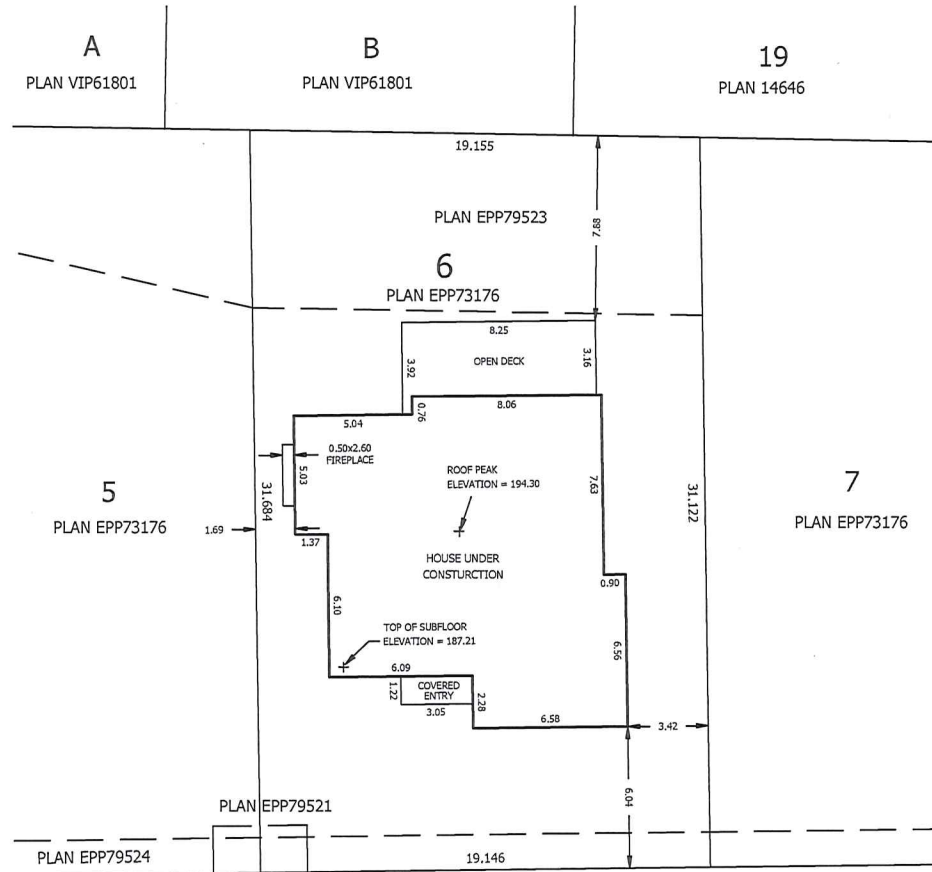 A
PLAN VIP61801
B
PLAN VIP61801
19
PLAN 14646
19.155
7.88
PLAN EPP79523
6
PLAN EPP73176
8.25
3.92
OPEN DECK
3.16
5.04
0.76
8.06
0.50x2.60
FIREPLACE
5.03
ROOF PEAK
ELEVATION = 194.30
7.63
5
PLAN EPP73176
31.684
31.122
7
PLAN EPP73176
1.69
1.37
HOUSE UNDER
CONSTURCTION
0.90
6.10
TOP OF SUBFLOOR
ELEVATION = 187.21
6.56
6.09
1.22
COVERED
ENTRY
2.28
3.05
6.58
3.42
6.04
PLAN EPP79521
PLAN EPP79524
19.146